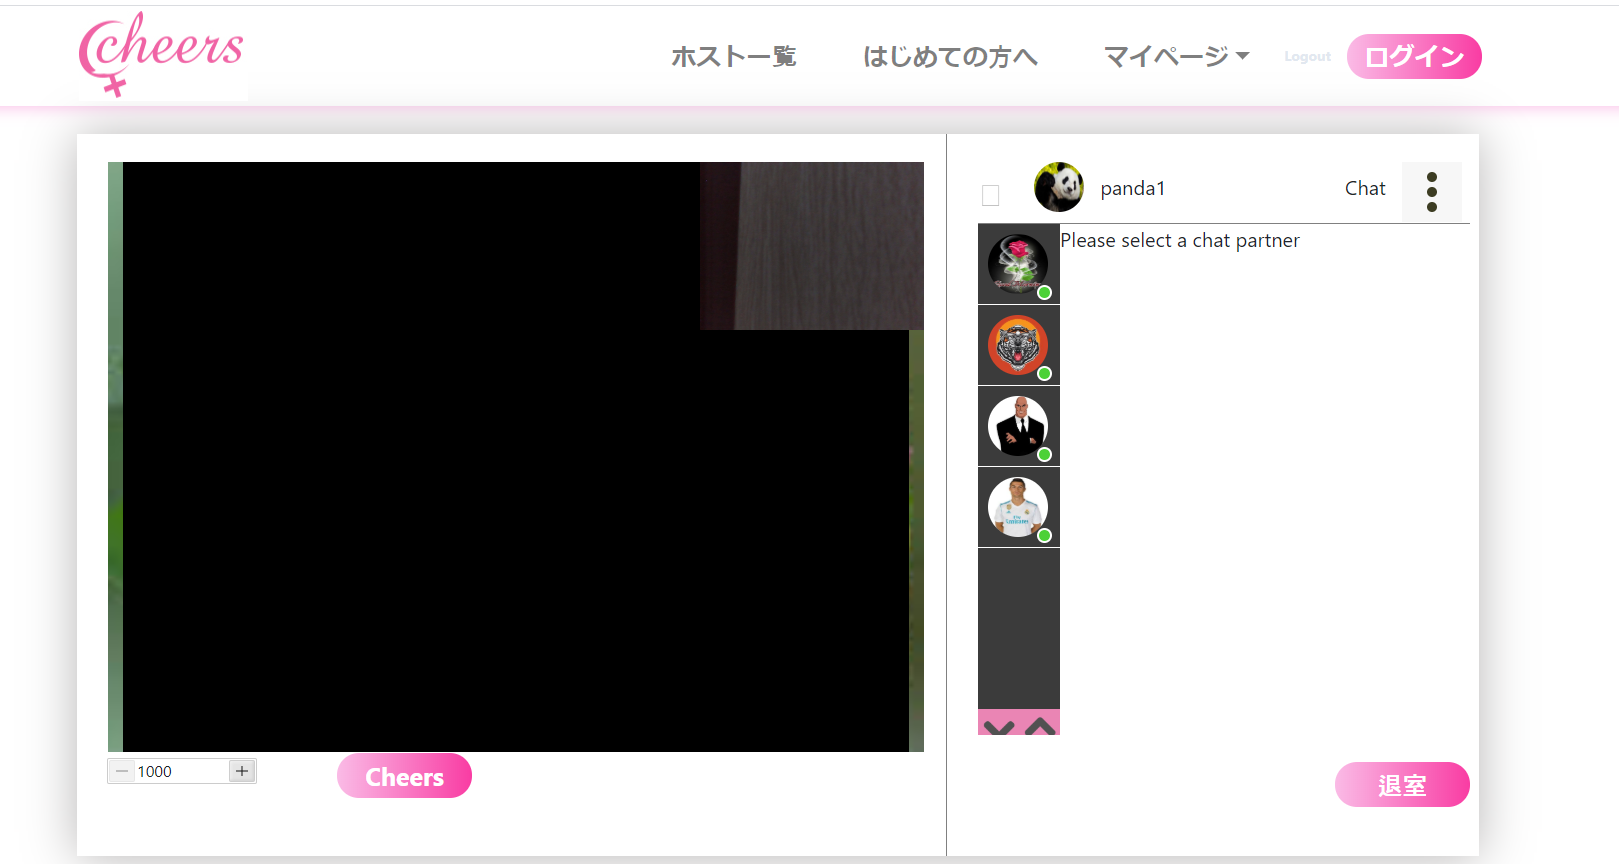 cheers
ホスト一覧 はじめての方へ マイページ Logout ログイン
panda1 Chat
Please select a chat partner
1000
Cheers
退室